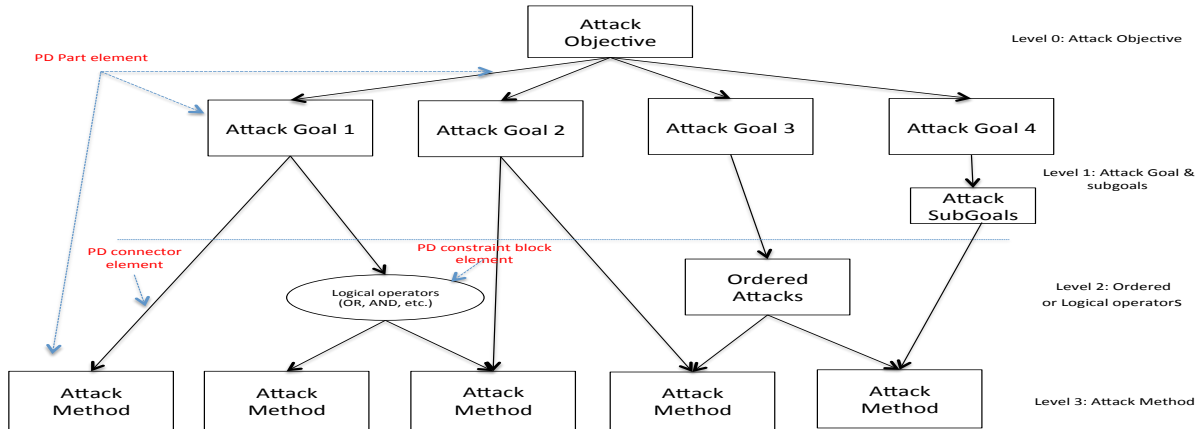 Attack
Objective
Level 0: Attack Objective
PD Part element
Attack Goal 1
Attack Goal 2
Attack Goal 3
Attack Goal 4
Level 1: Attack Goal &
subgoals
Attack
SubGoals
PD connector
element
PD constraint block
element
Logical operators
(OR, AND, etc.)
Ordered
Attacks
Level 2: Ordered
or Logical operators
Attack
Method
Attack
Method
Attack
Method
Attack
Method
Attack
Method
Level 3: Attack Method